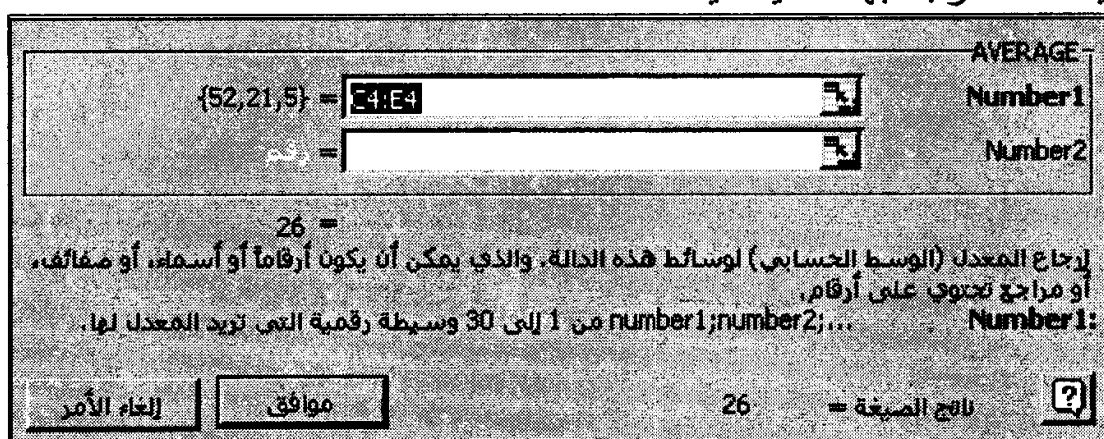 AVERAGE
Number1 E4:E4 = {52,21,5}
Number2 = رقم
= 26
إرجاع المعدل (الوسط الحسابي) لوسائط هذه الدالة، والذي يمكن أن يكون أرقاماً أو أسماء، أو صفائف،
أو مراجع تحتوي على أرقام.
Number1: number1;number2;... من 1 إلى 30 وسيطة رقمية التي تريد المعدل لها.
ناتج الصيغة = 26 موافق إلغاء الأمر